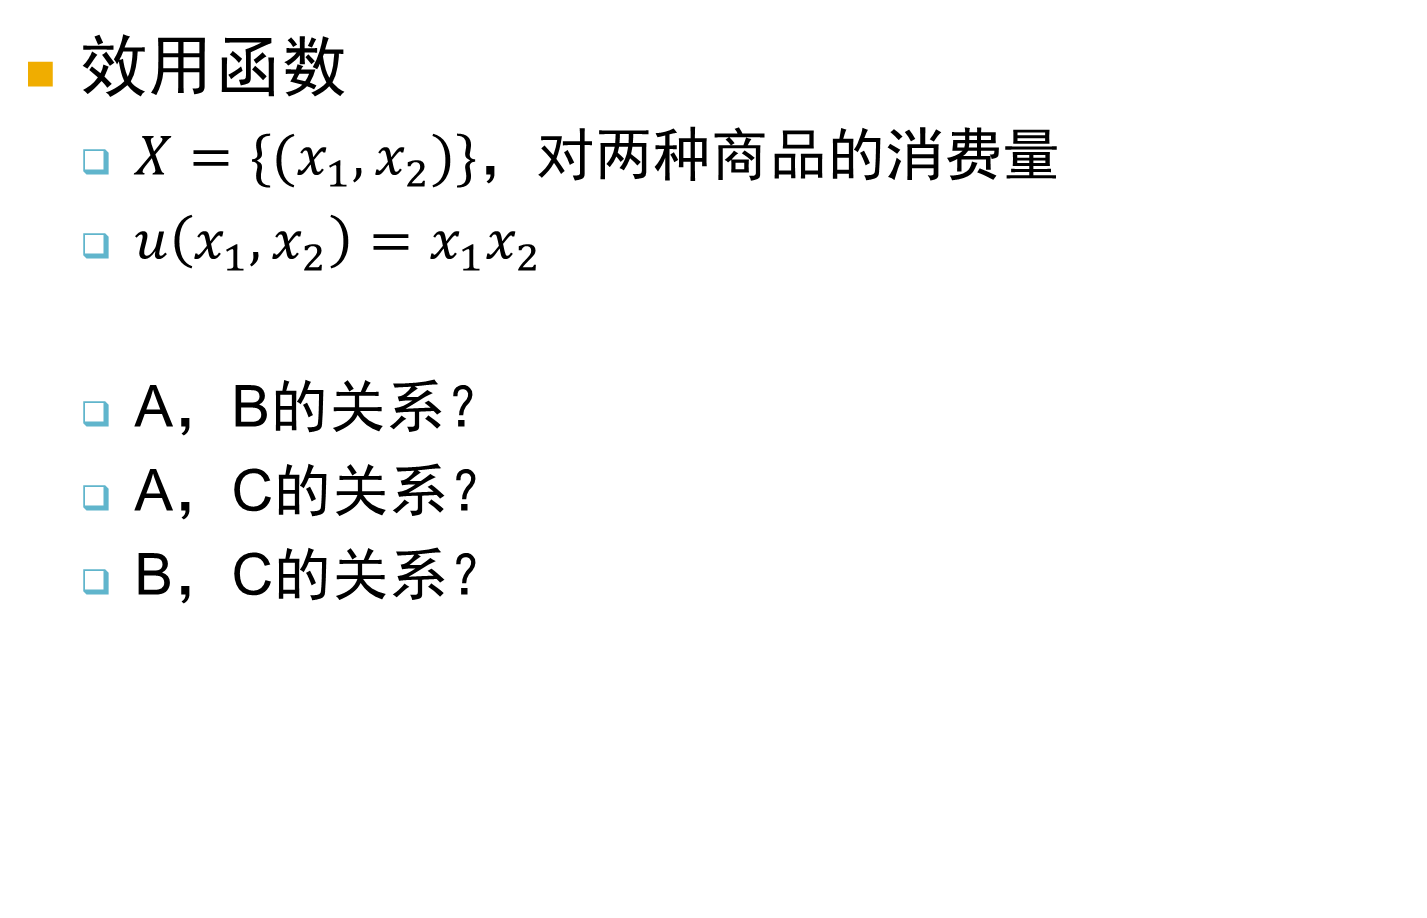 效用函数
X = {(x₁, x₂)}，对两种商品的消费量
u(x₁, x₂) = x₁x₂
A，B的关系？
A，C的关系？
B，C的关系？